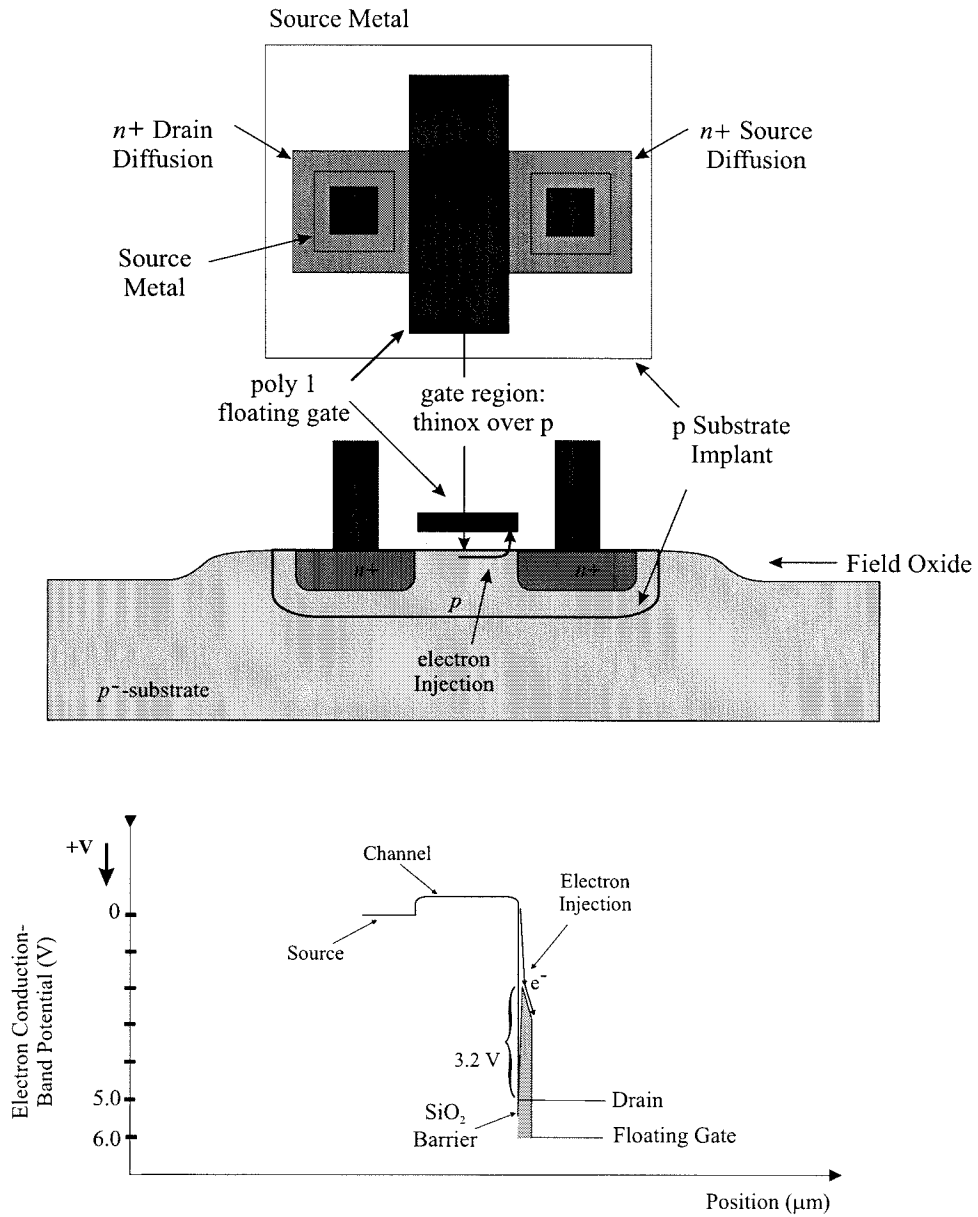 Source Metal
n+ Drain
Diffusion
n+ Source
Diffusion
Source
Metal
poly 1
floating gate
gate region:
thinox over p
p Substrate
Implant
n+
n+
Field Oxide
p
electron
Injection
p⁻-substrate
+V
Channel
Electron
Injection
0
Source
e⁻
Electron Conduction-
Band Potential (V)
3.2 V
5.0
Drain
SiO₂
Barrier
6.0
Floating Gate
Position (μm)